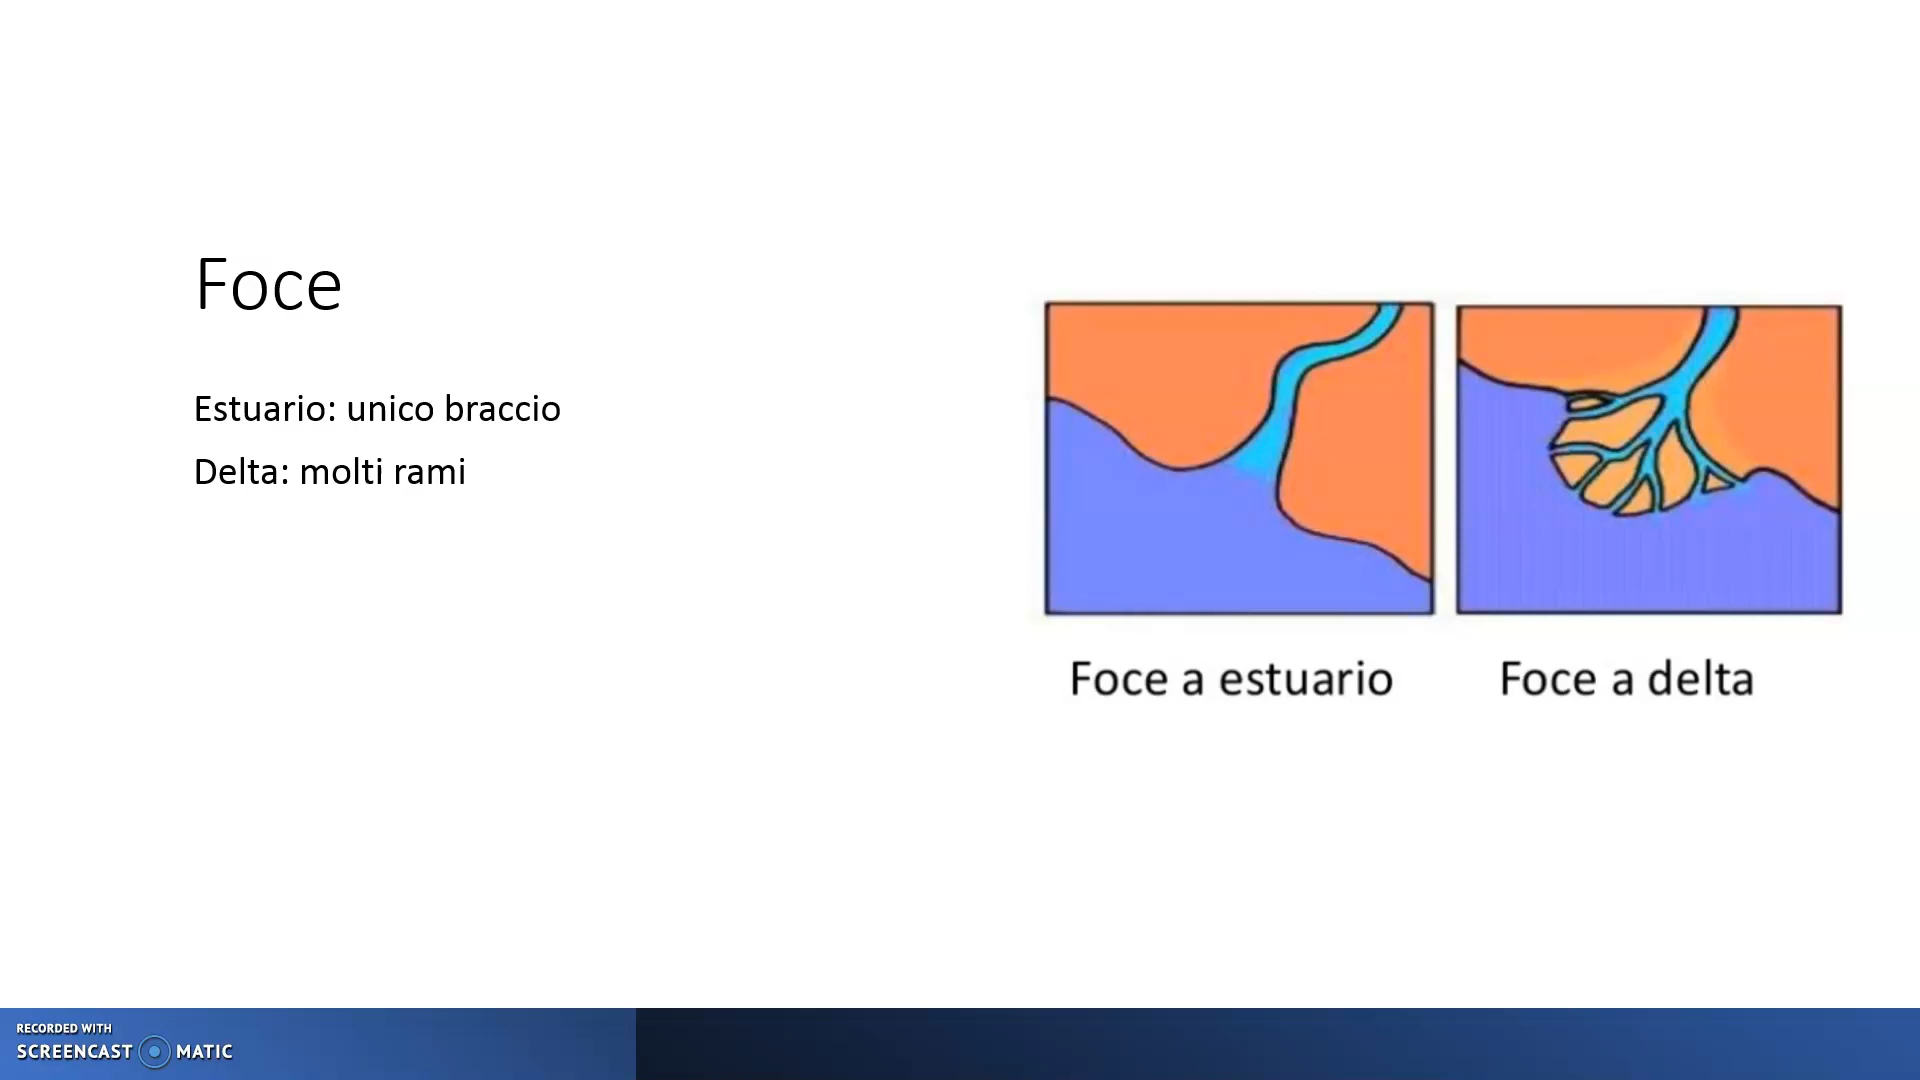 Foce
Estuario: unico braccio
Delta: molti rami
Foce a estuario
Foce a delta
RECORDED WITH
SCREENCAST MATIC